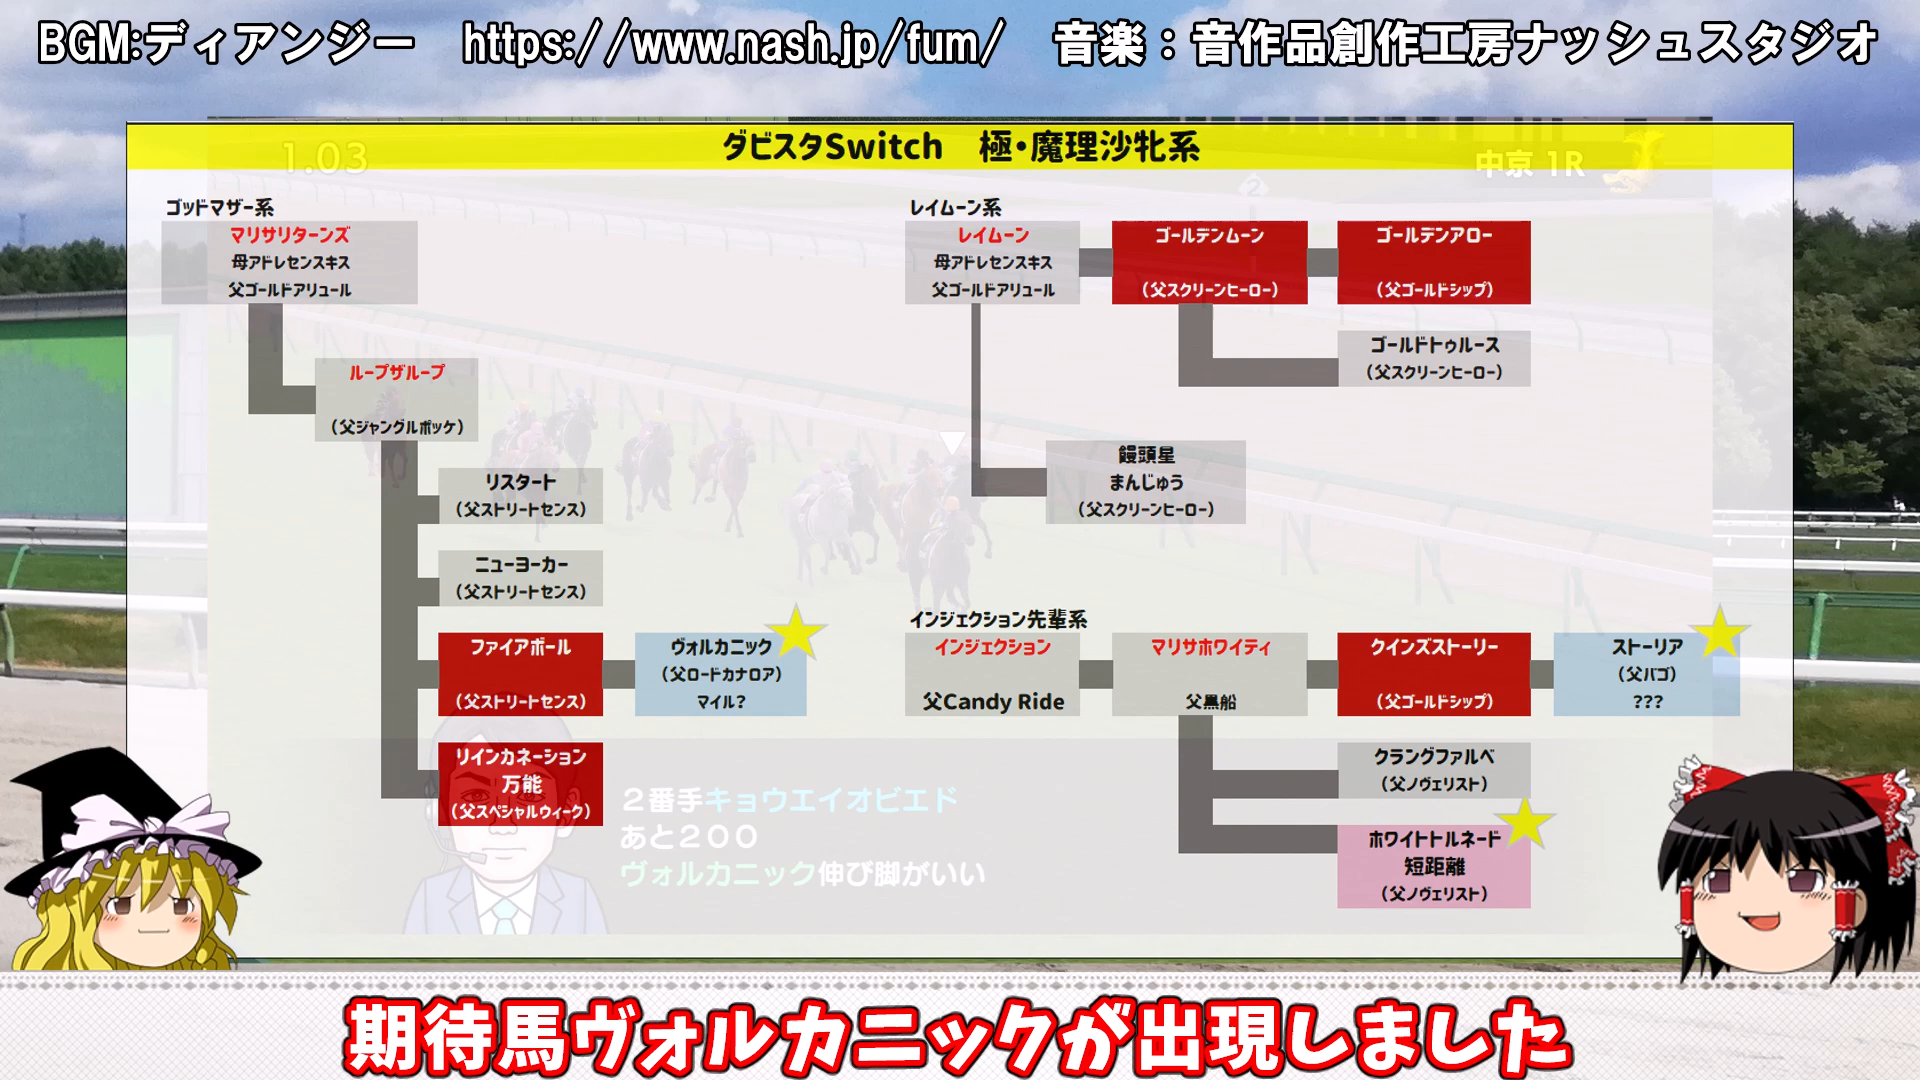 BGM:ディアンジー　https://www.nash.jp/fum/　音楽：音作品創作工房ナッシュスタジオ
ダビスタSwitch　極・魔理沙牝系
1.03
中京 1R
2
ゴッドマザー系
マリサリターンズ
母アドレセンスキス
父ゴールドアリュール
ループザループ
（父ジャングルポッケ）
リスタート
（父ストリートセンス）
ニューヨーカー
（父ストリートセンス）
ファイアボール
（父ストリートセンス）
ヴォルカニック
（父ロードカナロア）
マイル？
リインカネーション
万能
（父スペシャルウィーク）
レイムーン系
レイムーン
母アドレセンスキス
父ゴールドアリュール
ゴールデンムーン
（父スクリーンヒーロー）
ゴールデンアロー
（父ゴールドシップ）
ゴールドトゥルース
（父スクリーンヒーロー）
饅頭星
まんじゅう
（父スクリーンヒーロー）
インジェクション先輩系
インジェクション
父Candy Ride
マリサホワイティ
父黒船
クインズストーリー
（父ゴールドシップ）
ストーリア
（父バゴ）
???
クラングファルベ
（父ノヴェリスト）
ホワイトトルネード
短距離
（父ノヴェリスト）
２番手キョウエイオビエド
あと２００
ヴォルカニック伸び脚がいい
期待馬ヴォルカニックが出現しました